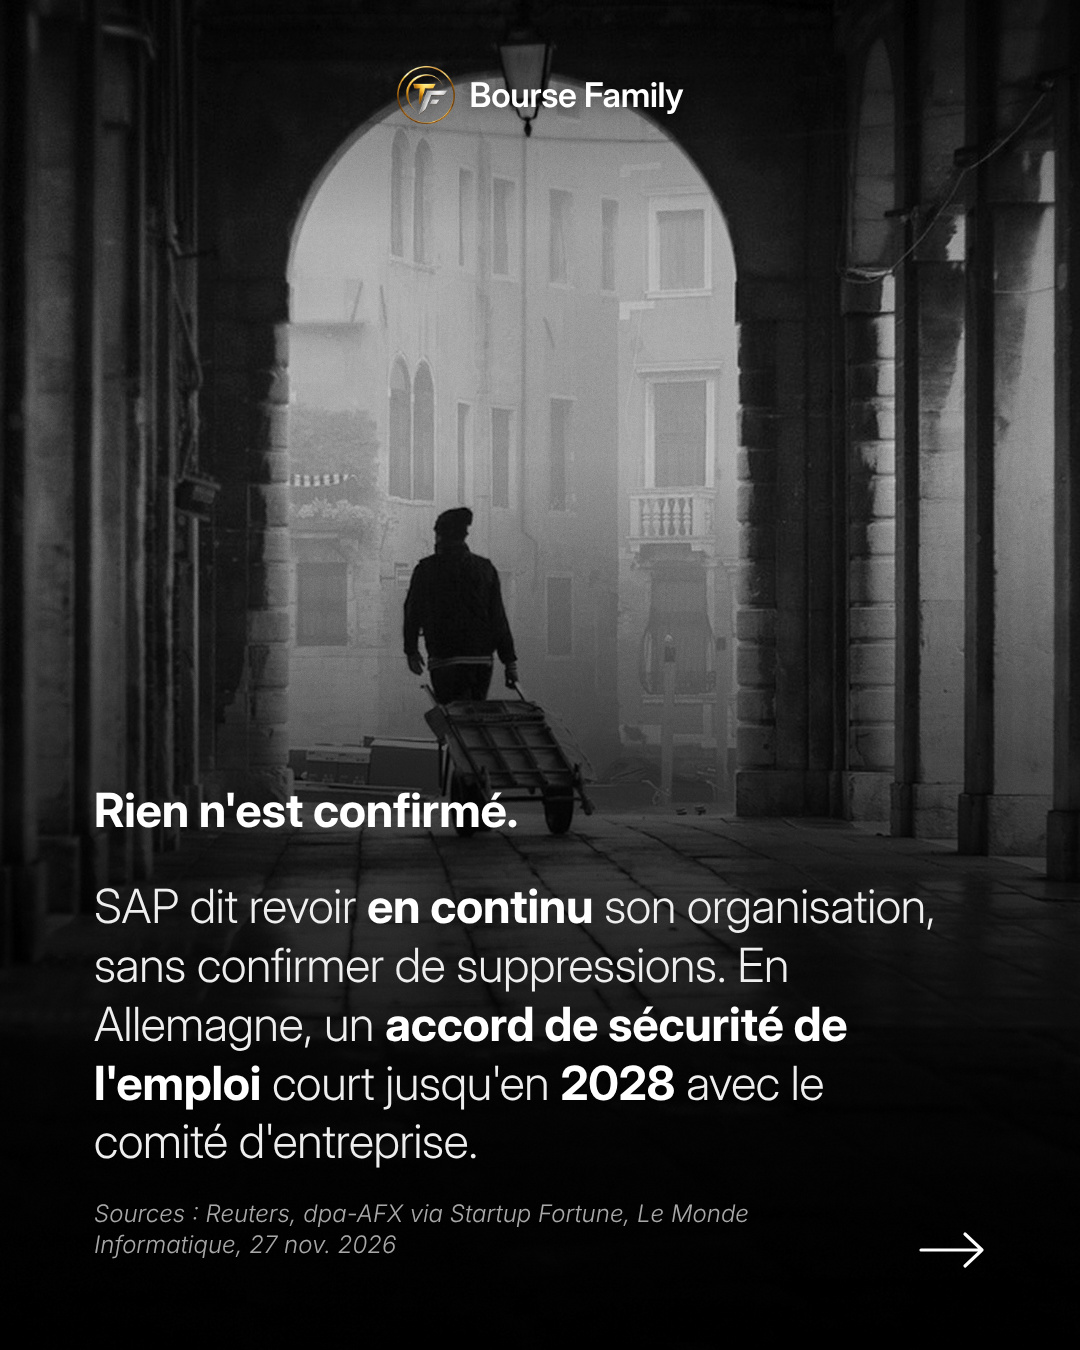 Bourse Family
Rien n'est confirmé.
SAP dit revoir en continu son organisation,
sans confirmer de suppressions. En
Allemagne, un accord de sécurité de
l'emploi court jusqu'en 2028 avec le
comité d'entreprise.
Sources : Reuters, dpa-AFX via Startup Fortune, Le Monde
Informatique, 27 nov. 2026